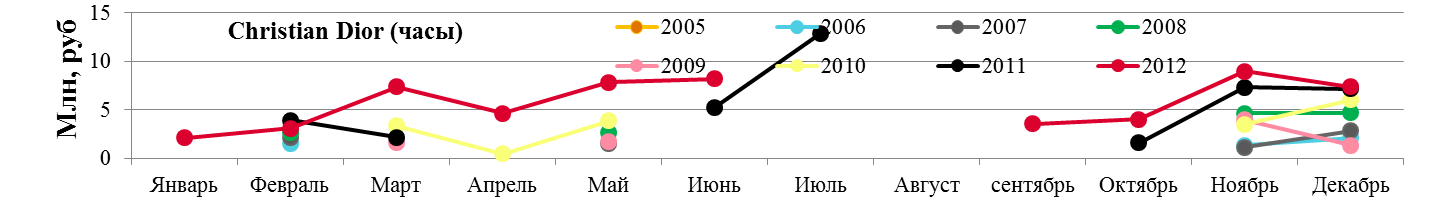 Christian Dior (часы)
Млн, руб
15
10
5
0
2005 2006 2007 2008
2009 2010 2011 2012
Январь Февраль Март Апрель Май Июнь Июль Август сентябрь Октябрь Ноябрь Декабрь